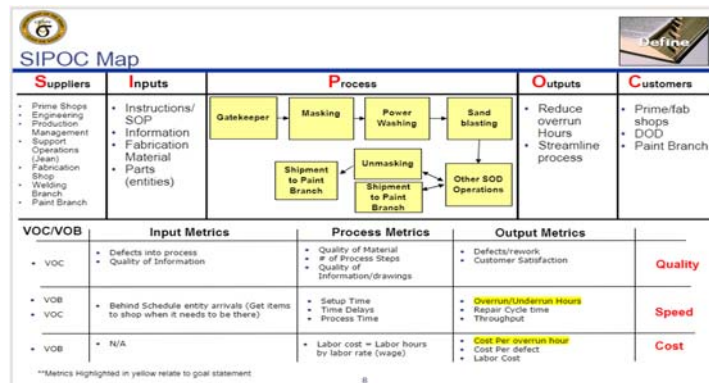 SIPOC Map
Define
Suppliers
Inputs
Process
Outputs
Customers
• Prime Shops
• Engineering
• Production
Management
• Support
Operations
(Jean)
• Fabrication
Shop
• Welding
Branch
• Paint Branch
• Instructions/
SOP
• Information
• Fabrication
Material
• Parts
(entities)
Gatekeeper
Masking
Power
Washing
Sand
blasting
Shipment
to Paint
Branch
Unmasking
Shipment
to Paint
Branch
Other SOD
Operations
• Reduce
overrun
Hours
• Streamline
process
• Prime/fab
shops
• DOD
• Paint Branch
VOC/VOB
Input Metrics
Process Metrics
Output Metrics
• VOC
• Defects into process
• Quality of Information
• Quality of Material
• # of Process Steps
• Quality of
Information/drawings
• Defects/rework
• Customer Satisfaction
Quality
• VOB
• VOC
• Behind Schedule entity arrivals (Get items
to shop when it needs to be there)
• Setup Time
• Time Delays
• Process Time
• Overrun/Underrun Hours
• Repair Cycle time
• Throughput
Speed
• VOB
• N/A
• Labor cost = Labor hours
by labor rate (wage)
• Cost Per overrun hour
• Cost Per defect
• Labor Cost
Cost
**Metrics Highlighted in yellow relate to goal statement
8